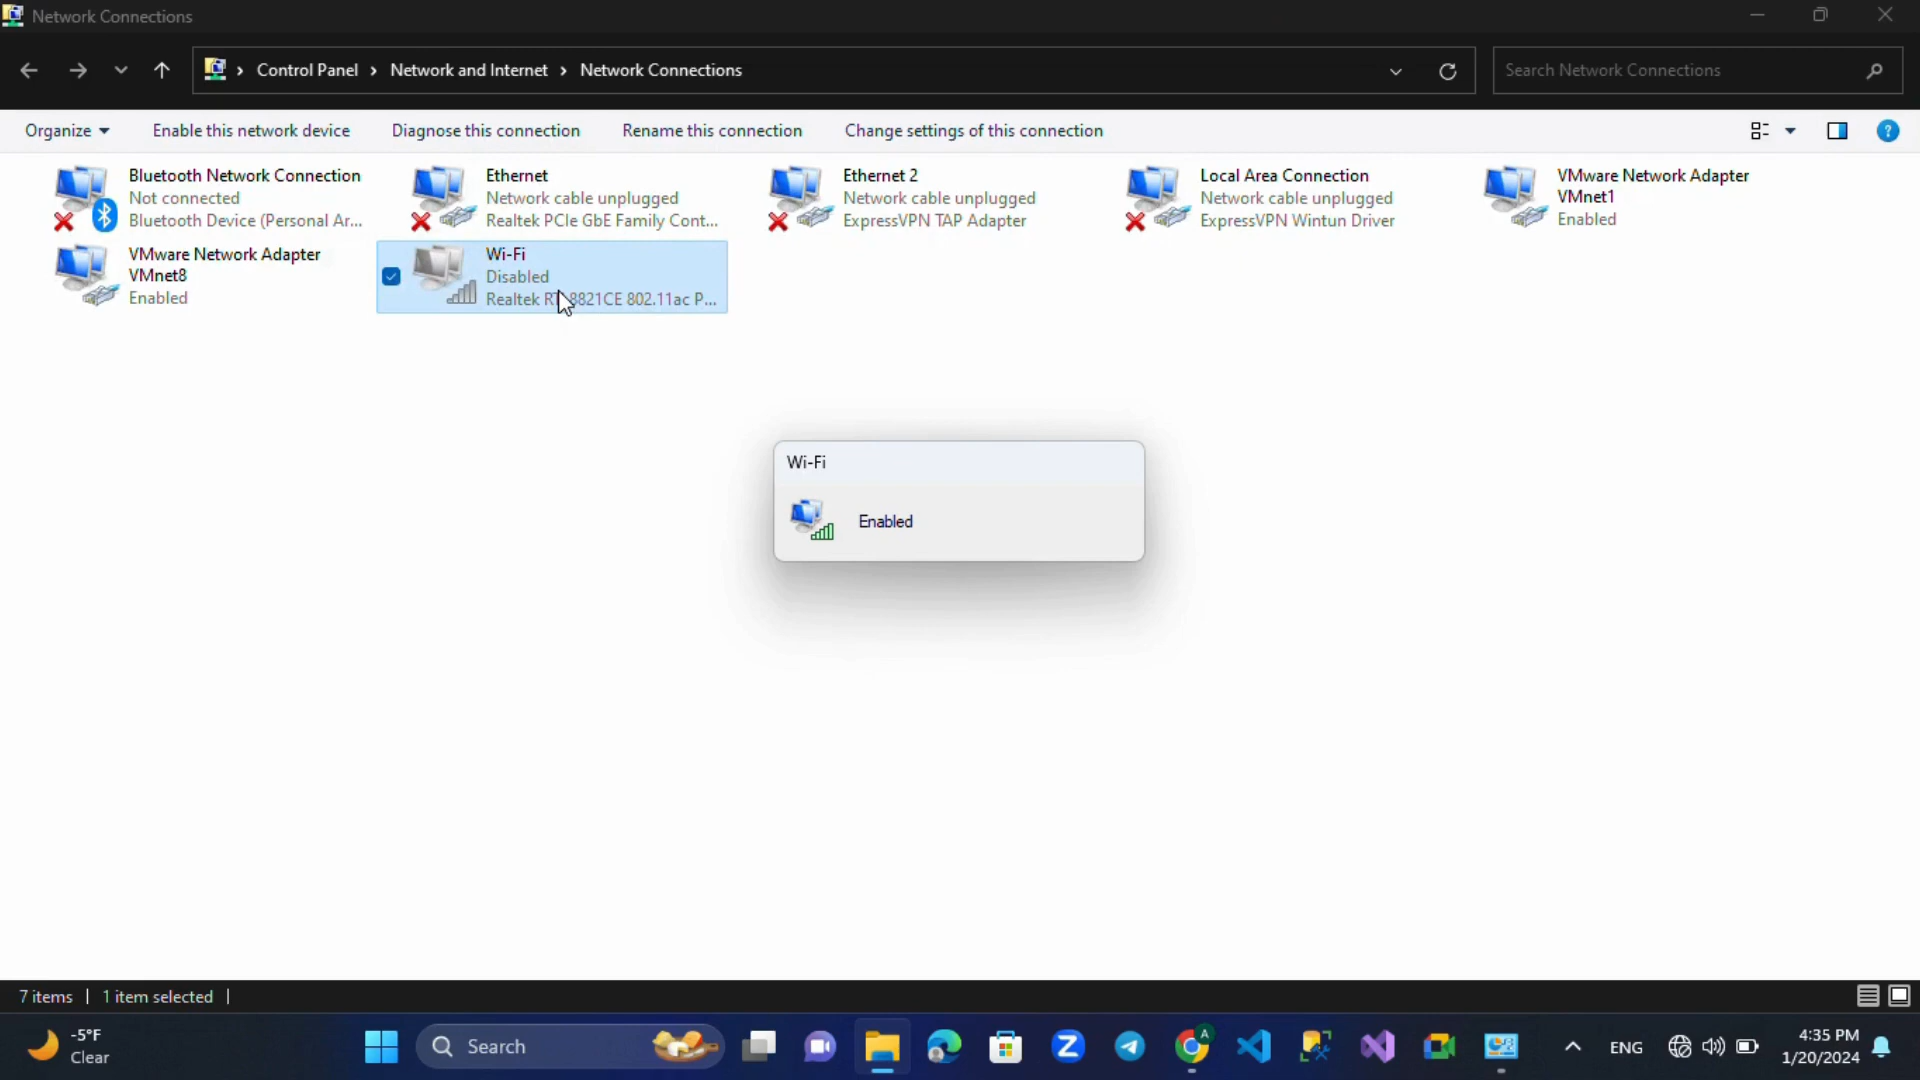 Network Connections
Control Panel > Network and Internet > Network Connections
Search Network Connections
Organize
Enable this network device
Diagnose this connection
Rename this connection
Change settings of this connection
Bluetooth Network Connection
Not connected
Bluetooth Device (Personal Ar...
Ethernet
Network cable unplugged
Realtek PCIe GbE Family Cont...
Ethernet 2
Network cable unplugged
ExpressVPN TAP Adapter
Local Area Connection
Network cable unplugged
ExpressVPN Wintun Driver
VMware Network Adapter
VMnet1
Enabled
VMware Network Adapter
VMnet8
Enabled
Wi-Fi
Disabled
Realtek 8821CE 802.11ac P...
Wi-Fi
Enabled
7 items
1 item selected
-5°F
Clear
Search
ENG
4:35 PM
1/20/2024